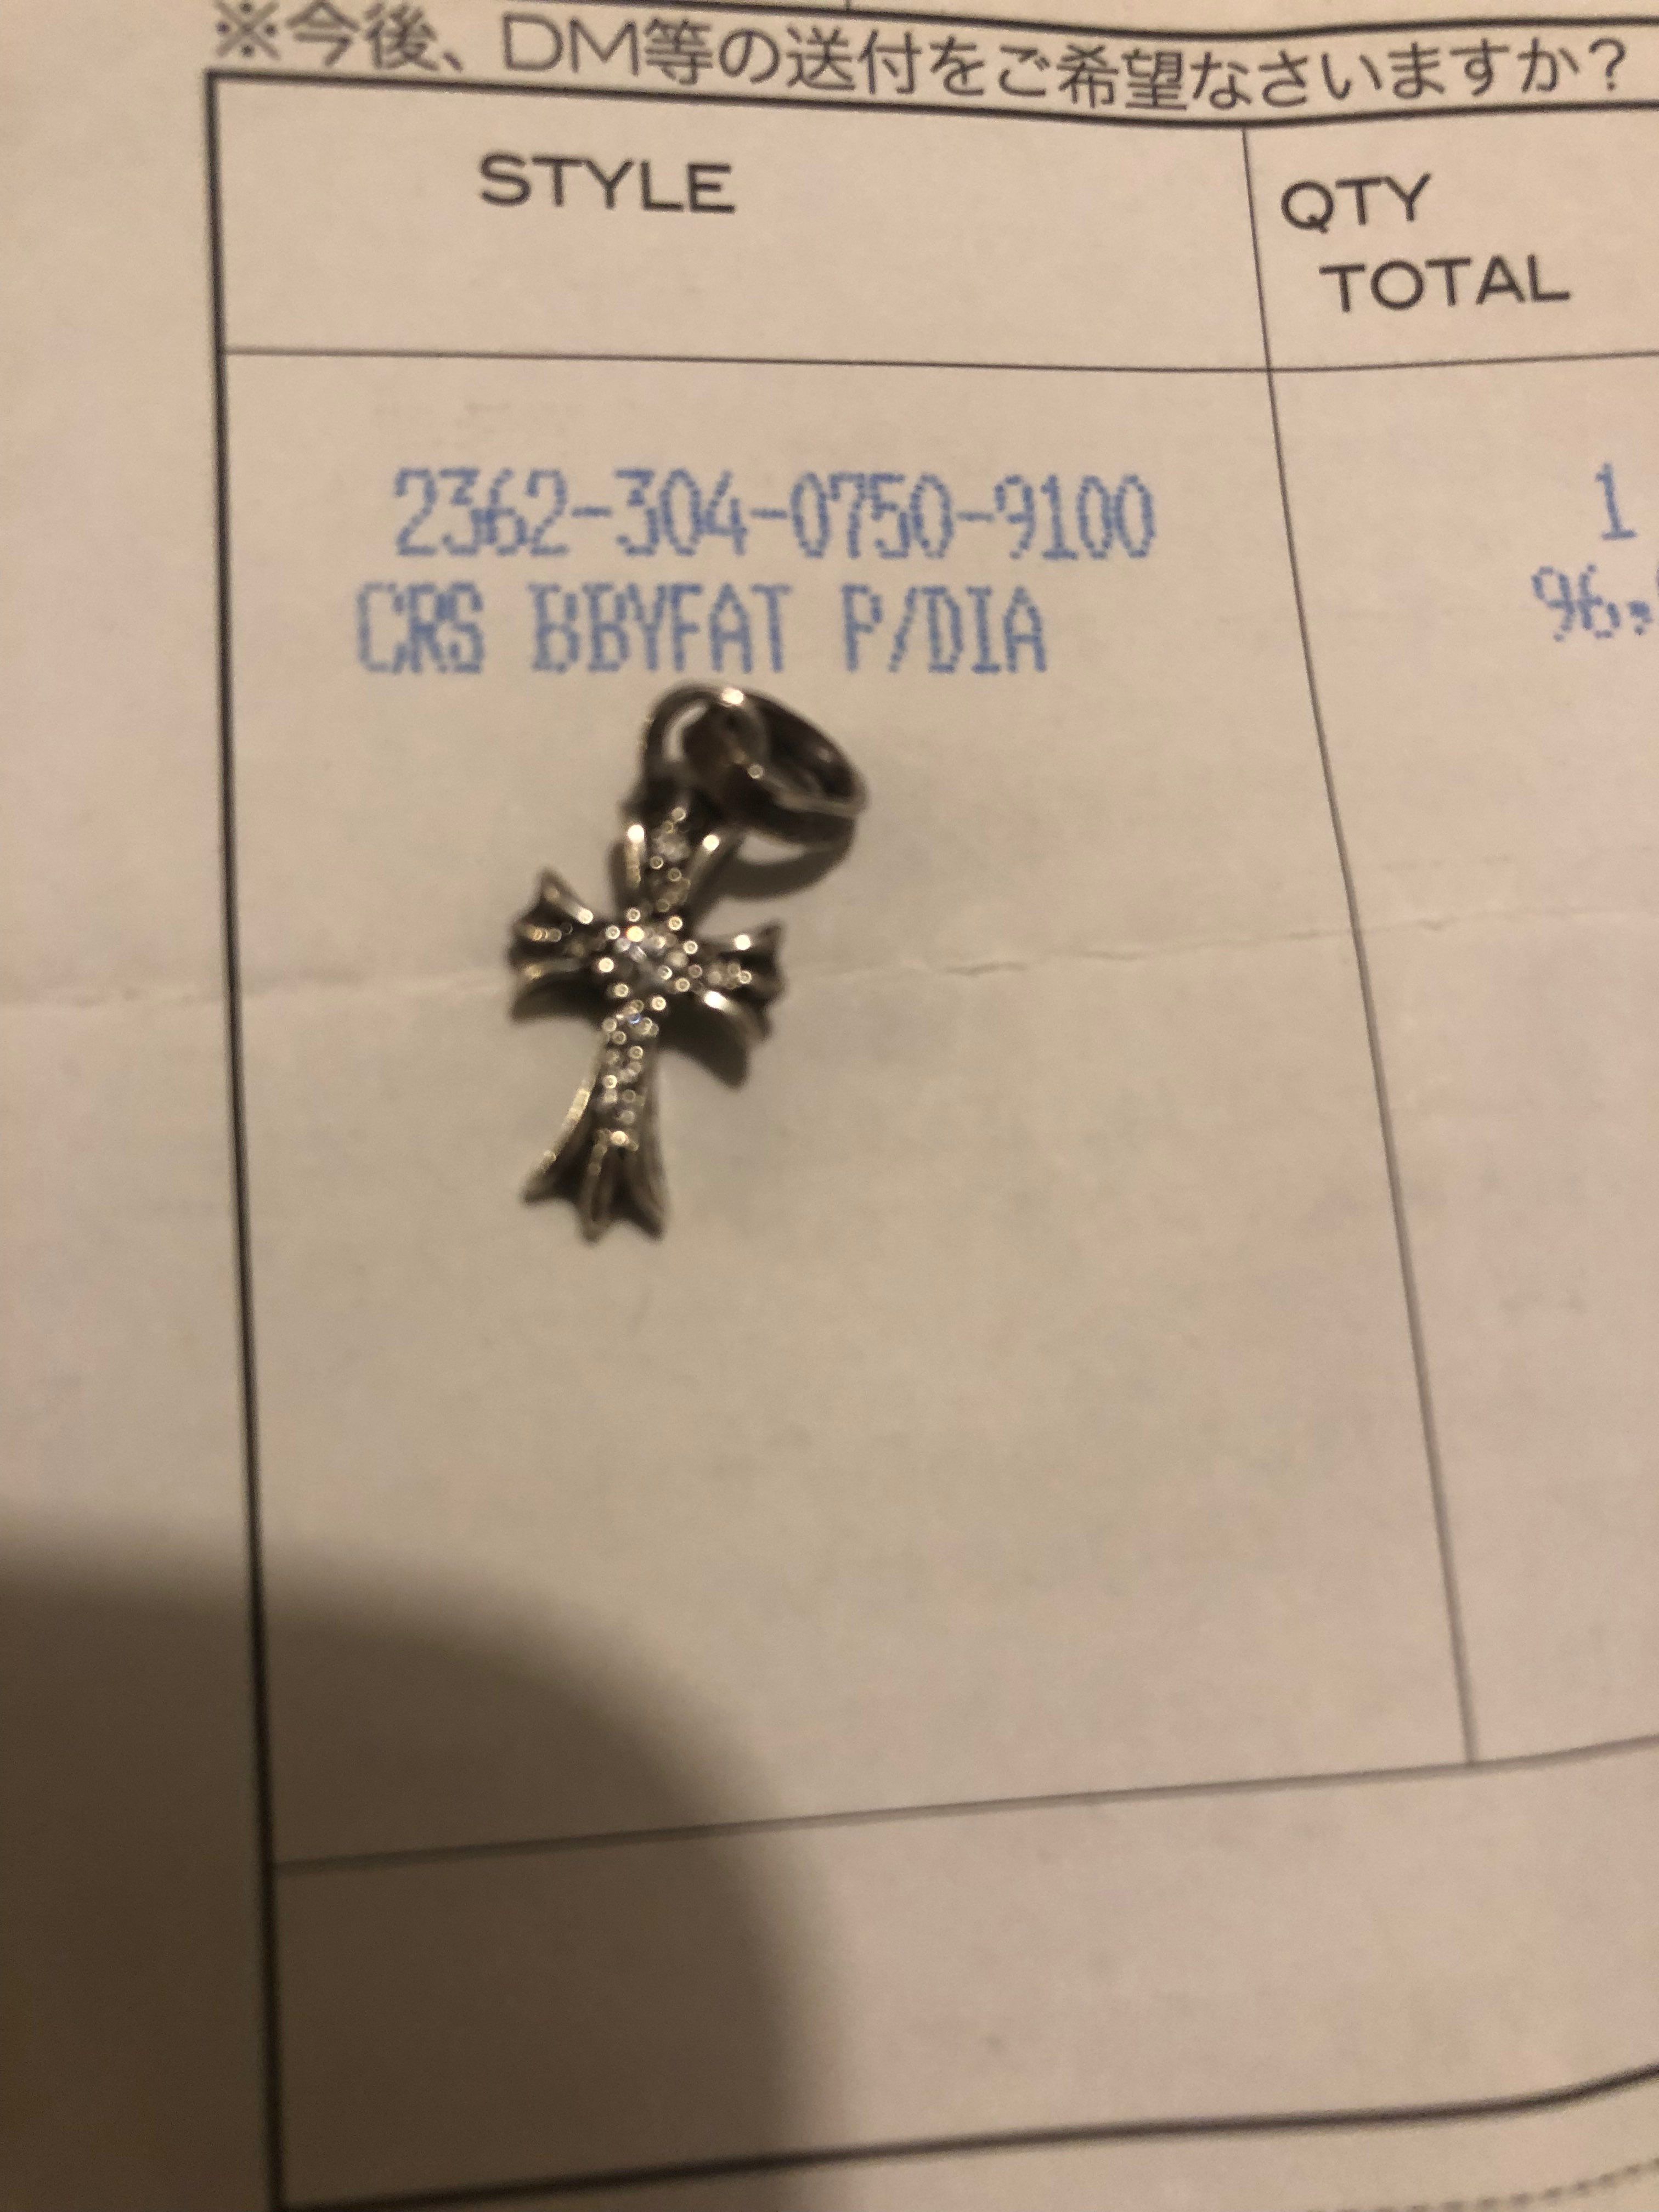 ※今後、DM等の送付をご希望なさいますか?
STYLE
QTY
TOTAL
2362-304-0750-9100
1
CRS BBYFAT P/DIA
96,